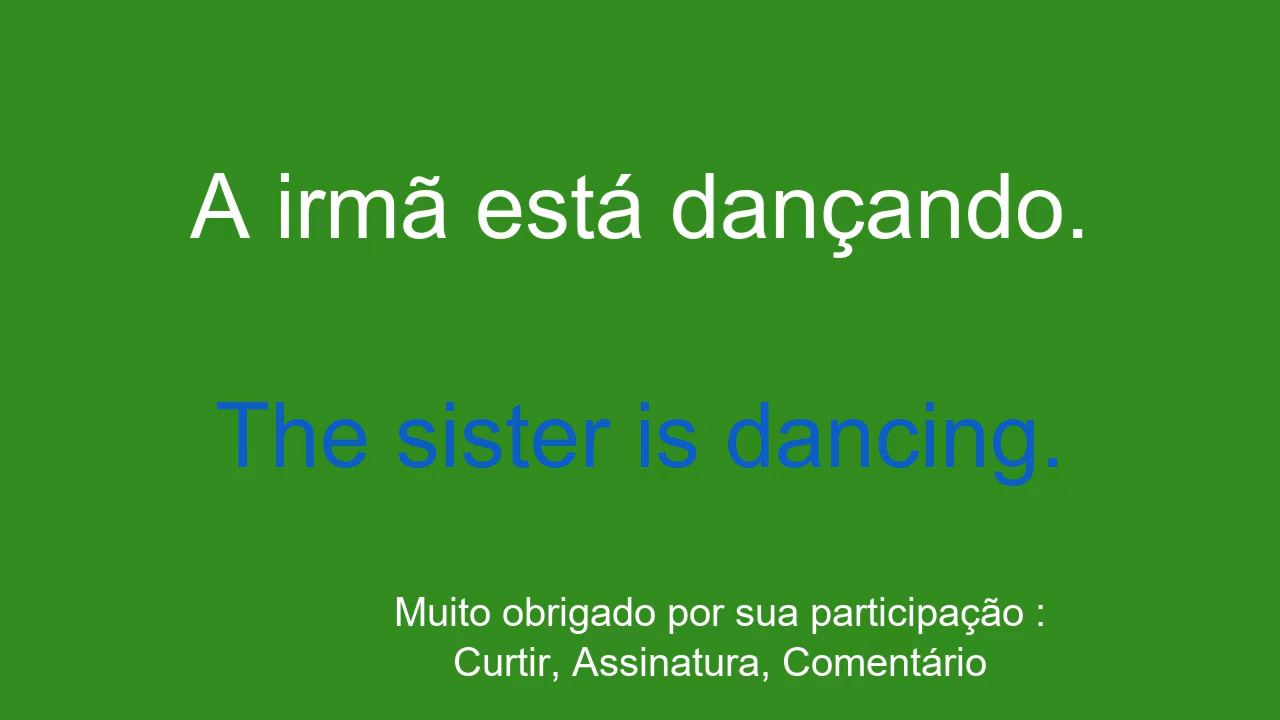 A irmã está dançando.
The sister is dancing.
Muito obrigado por sua participação :
Curtir, Assinatura, Comentário